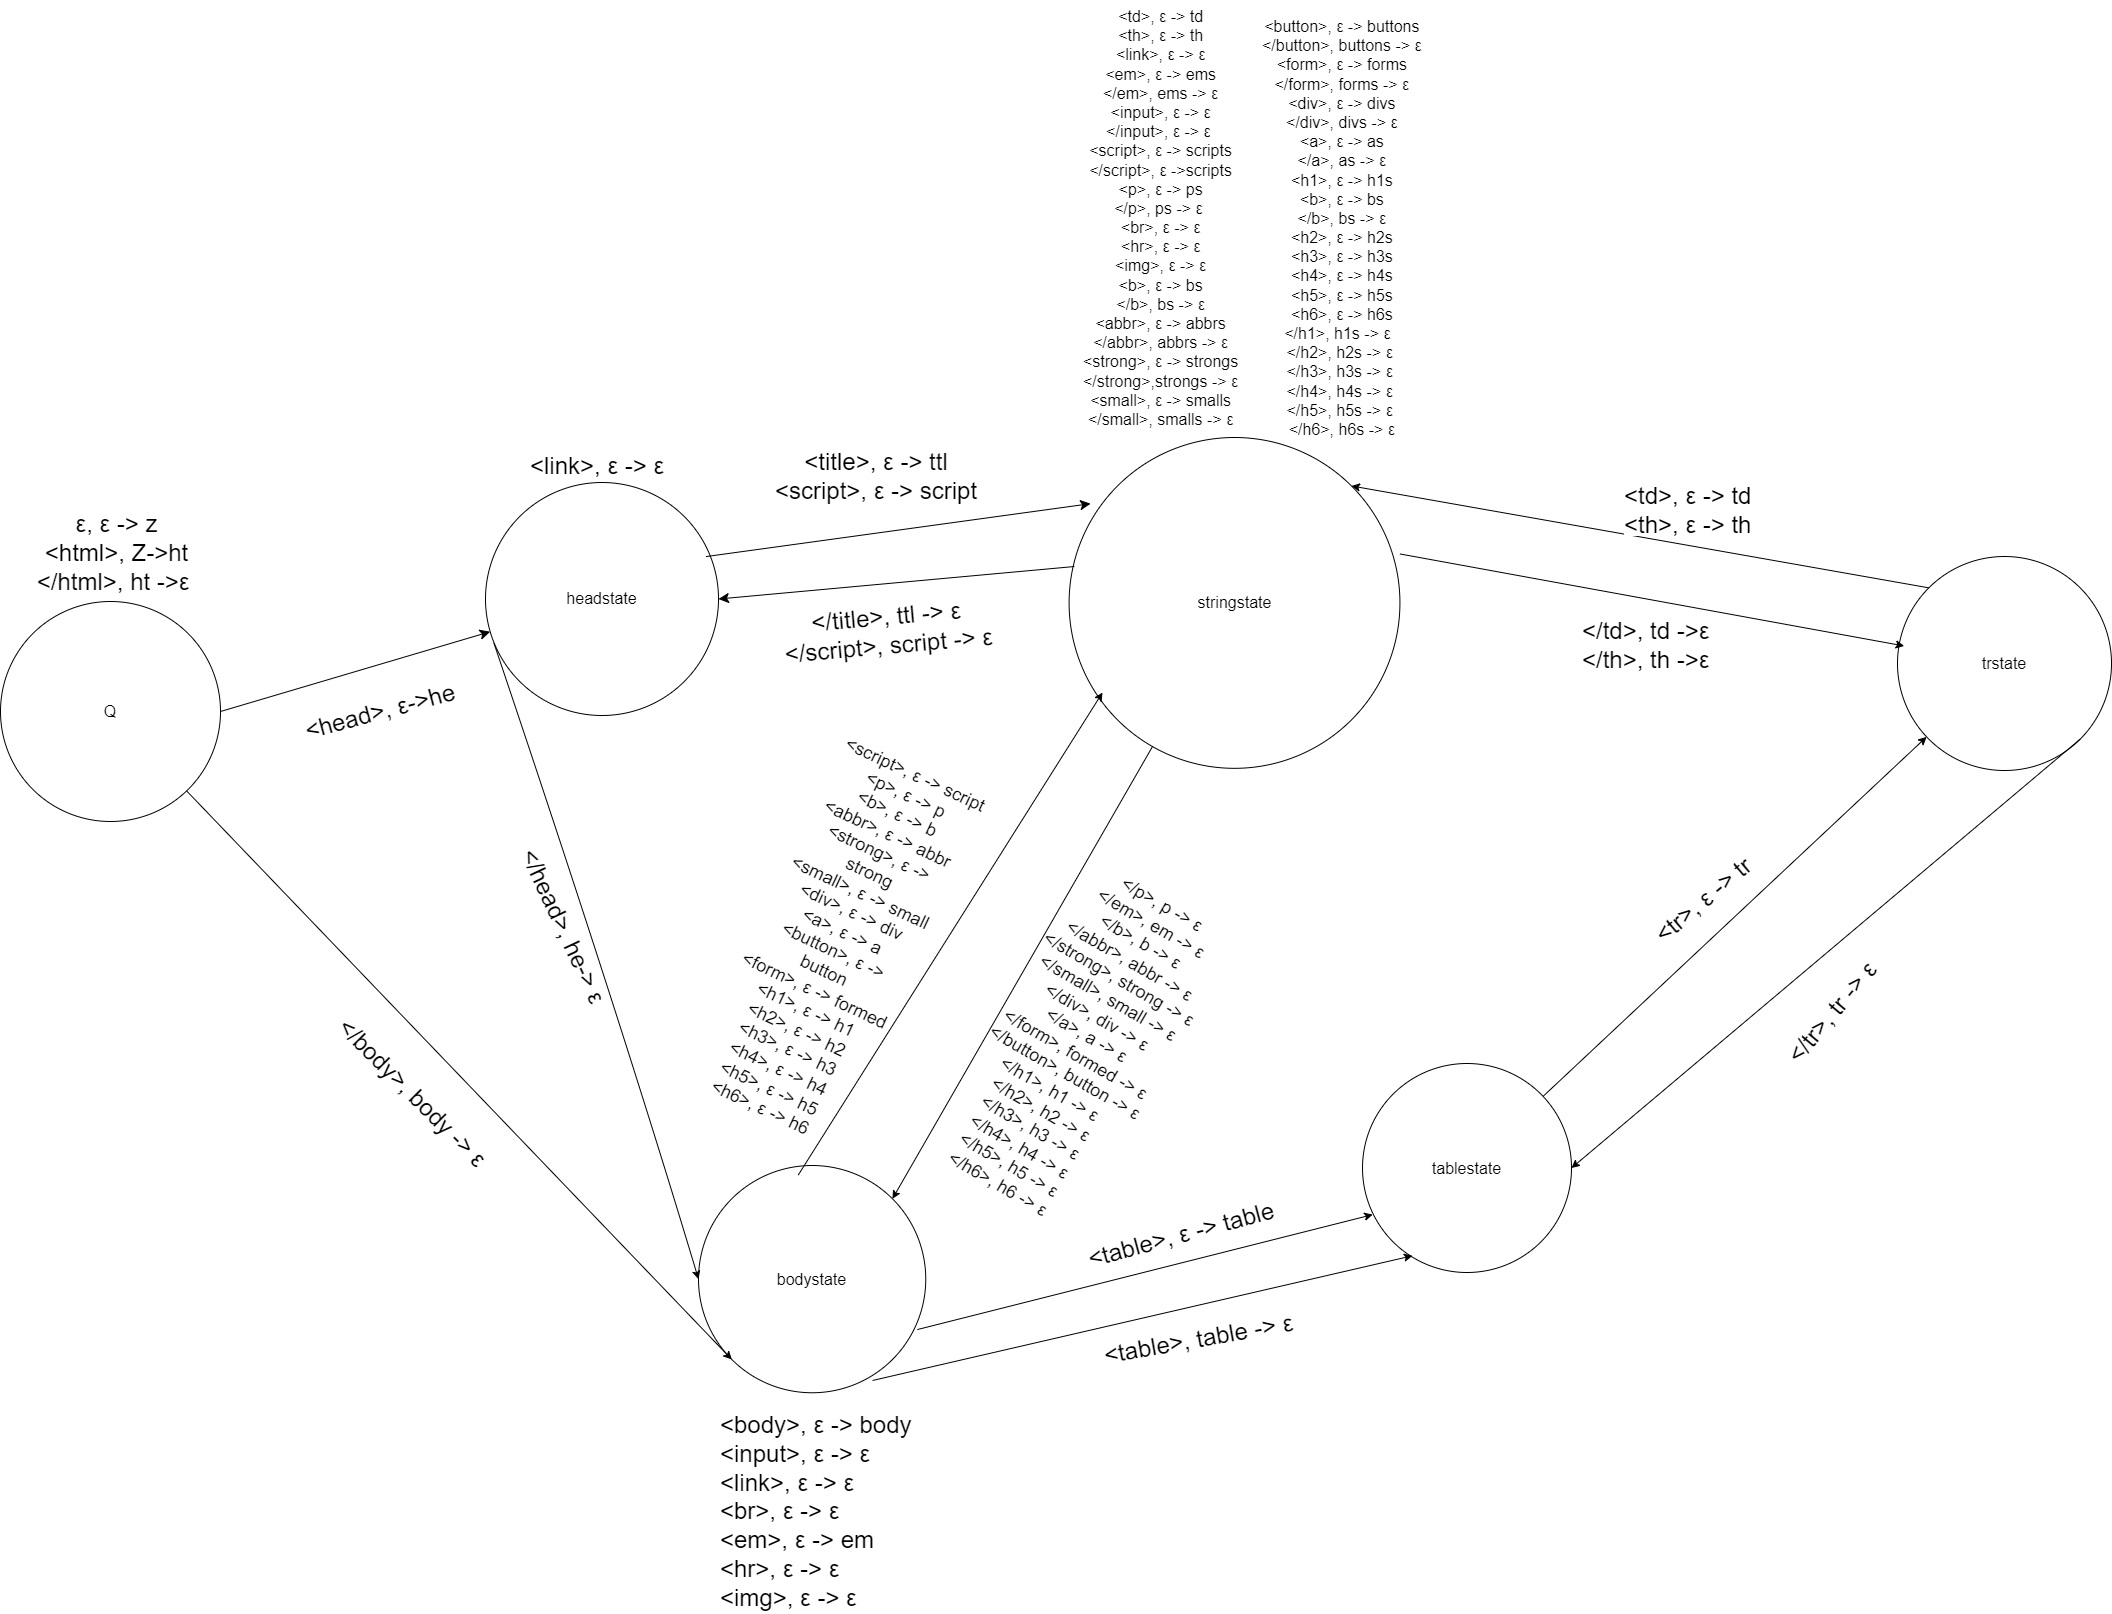 <td>, ε -> td
<th>, ε -> th
<link>, ε -> ε
<em>, ε -> ems
</em>, ems -> ε
<input>, ε -> ε
</input>, ε -> ε
<script>, ε -> scripts
</script>, ε ->scripts
<p>, ε -> ps
</p>, ps -> ε
<br>, ε -> ε
<hr>, ε -> ε
<img>, ε -> ε
<b>, ε -> bs
</b>, bs -> ε
<abbr>, ε -> abbrs
</abbr>, abbrs -> ε
<strong>, ε -> strongs
</strong>,strongs -> ε
<small>, ε -> smalls
</small>, smalls -> ε
<button>, ε -> buttons
</button>, buttons -> ε
<form>, ε -> forms
</form>, forms -> ε
<div>, ε -> divs
</div>, divs -> ε
<a>, ε -> as
</a>, as -> ε
<h1>, ε -> h1s
<b>, ε -> bs
</b>, bs -> ε
<h2>, ε -> h2s
<h3>, ε -> h3s
<h4>, ε -> h4s
<h5>, ε -> h5s
<h6>, ε -> h6s
</h1>, h1s -> ε
</h2>, h2s -> ε
</h3>, h3s -> ε
</h4>, h4s -> ε
</h5>, h5s -> ε
</h6>, h6s -> ε
<link>, ε -> ε
<title>, ε -> ttl
<script>, ε -> script
<td>, ε -> td
<th>, ε -> th
ε, ε -> z
<html>, Z->ht
</html>, ht ->ε
headstate
stringstate
</title>, ttl -> ε
</script>, script -> ε
</td>, td ->ε
</th>, th ->ε
trstate
Q
<head>, ε->he
<script>, ε -> script
<p>, ε -> p
<b>, ε -> b
<abbr>, ε -> abbr
<strong>, ε ->
strong
<small>, ε -> small
<div>, ε -> div
<a>, ε -> a
<button>, ε ->
button
<form>, ε -> formed
<h1>, ε -> h1
<h2>, ε -> h2
<h3>, ε -> h3
<h4>, ε -> h4
<h5>, ε -> h5
<h6>, ε -> h6
</p>, p -> ε
</em>, em -> ε
</b>, b -> ε
</abbr>, abbr -> ε
</strong>, strong -> ε
</small>, small -> ε
</div>, div -> ε
</a>, a -> ε
</form>, formed -> ε
</button>, button -> ε
</h1>, h1 -> ε
</h2>, h2 -> ε
</h3>, h3 -> ε
</h4>, h4 -> ε
</h5>, h5 -> ε
</h6>, h6 -> ε
</head>, he-> ε
<tr>, ε -> tr
</tr>, tr -> ε
</body>, body -> ε
tablestate
<table>, ε -> table
bodystate
<table>, table -> ε
<body>, ε -> body
<input>, ε -> ε
<link>, ε -> ε
<br>, ε -> ε
<em>, ε -> em
<hr>, ε -> ε
<img>, ε -> ε